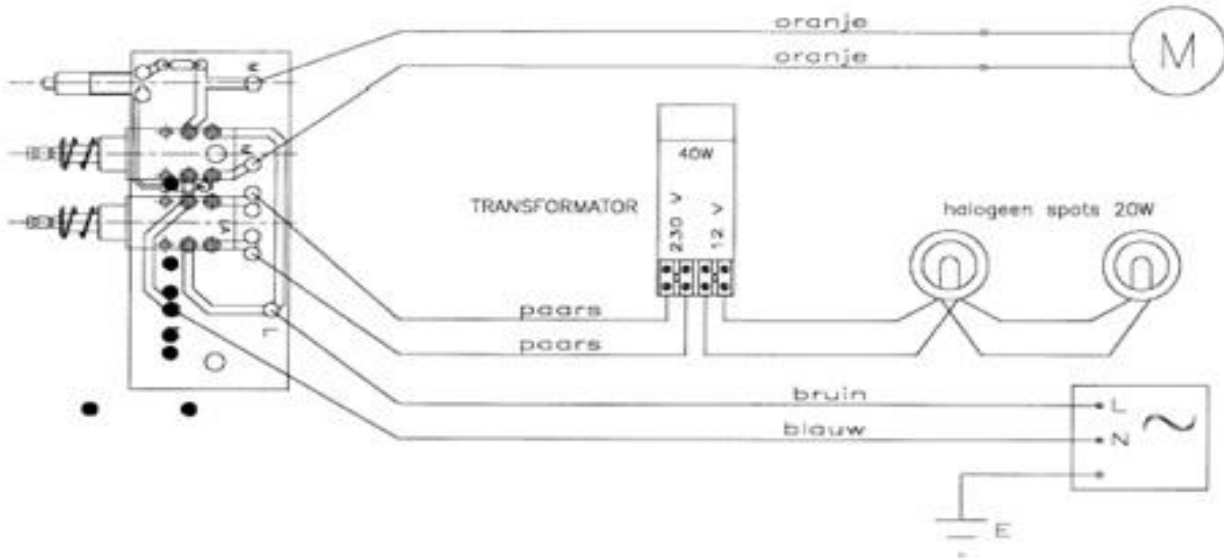 oranje
oranje
M
40W
TRANSFORMATOR
230 V
12 V
halogeen spots 20W
paars
paars
bruin
L
blauw
N
E
L